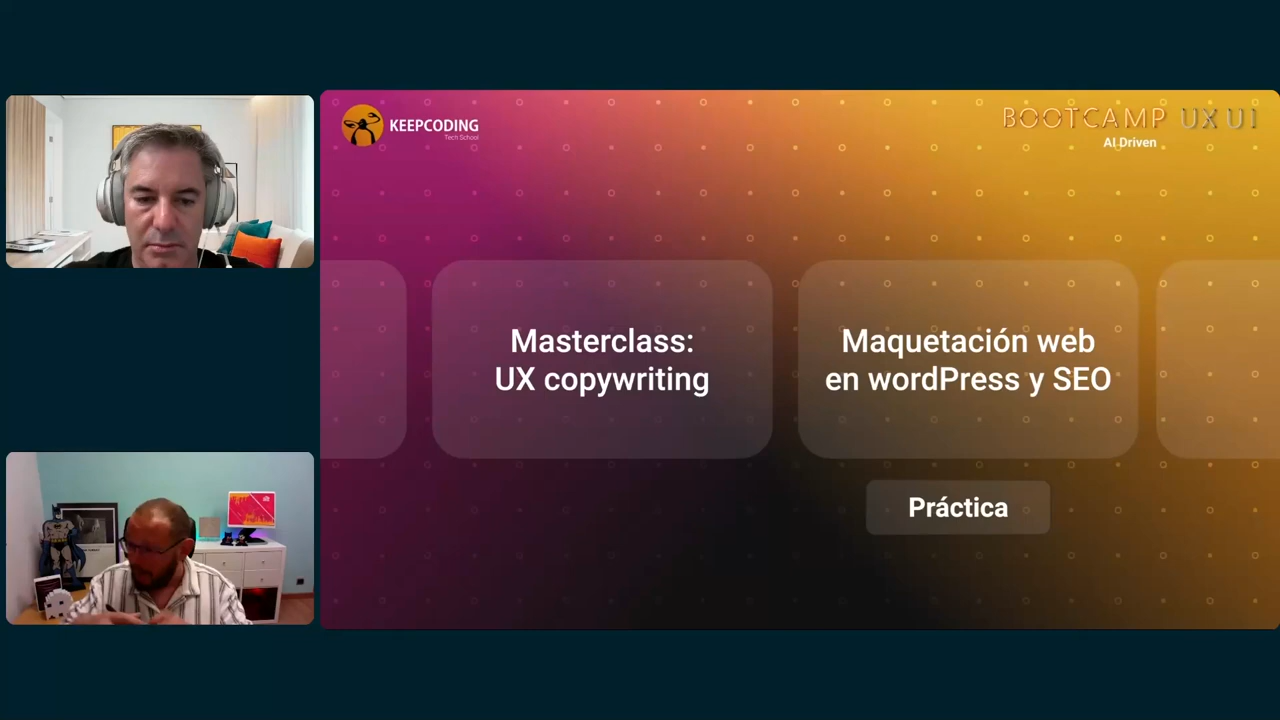 KEEPCODING
Tech School
BOOTCAMP UX UI
AI Driven
Masterclass:
UX copywriting
Maquetación web
en wordPress y SEO
Práctica